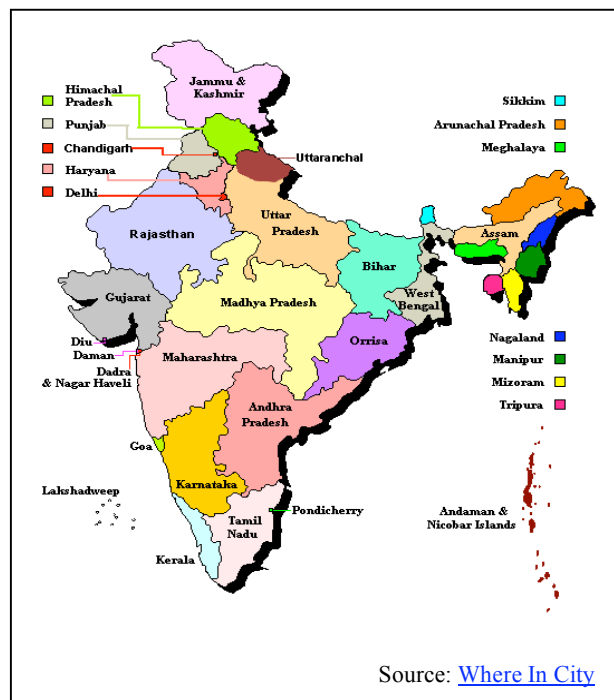 Jammu &
Kashmir
Himachal
Pradesh
Punjab
Chandigarh
Haryana
Delhi
Uttaranchal
Sikkim
Arunachal Pradesh
Meghalaya
Rajasthan
Uttar
Pradesh
Assam
Bihar
Gujarat
Madhya Pradesh
West
Bengal
Diu
Daman
Dadra
& Nagar Haveli
Maharashtra
Orrisa
Nagaland
Manipur
Mizoram
Tripura
Andhra
Pradesh
Goa
Karnataka
Lakshadweep
Tamil
Nadu
Pondicherry
Kerala
Andaman &
Nicobar Islands
Source: Where In City